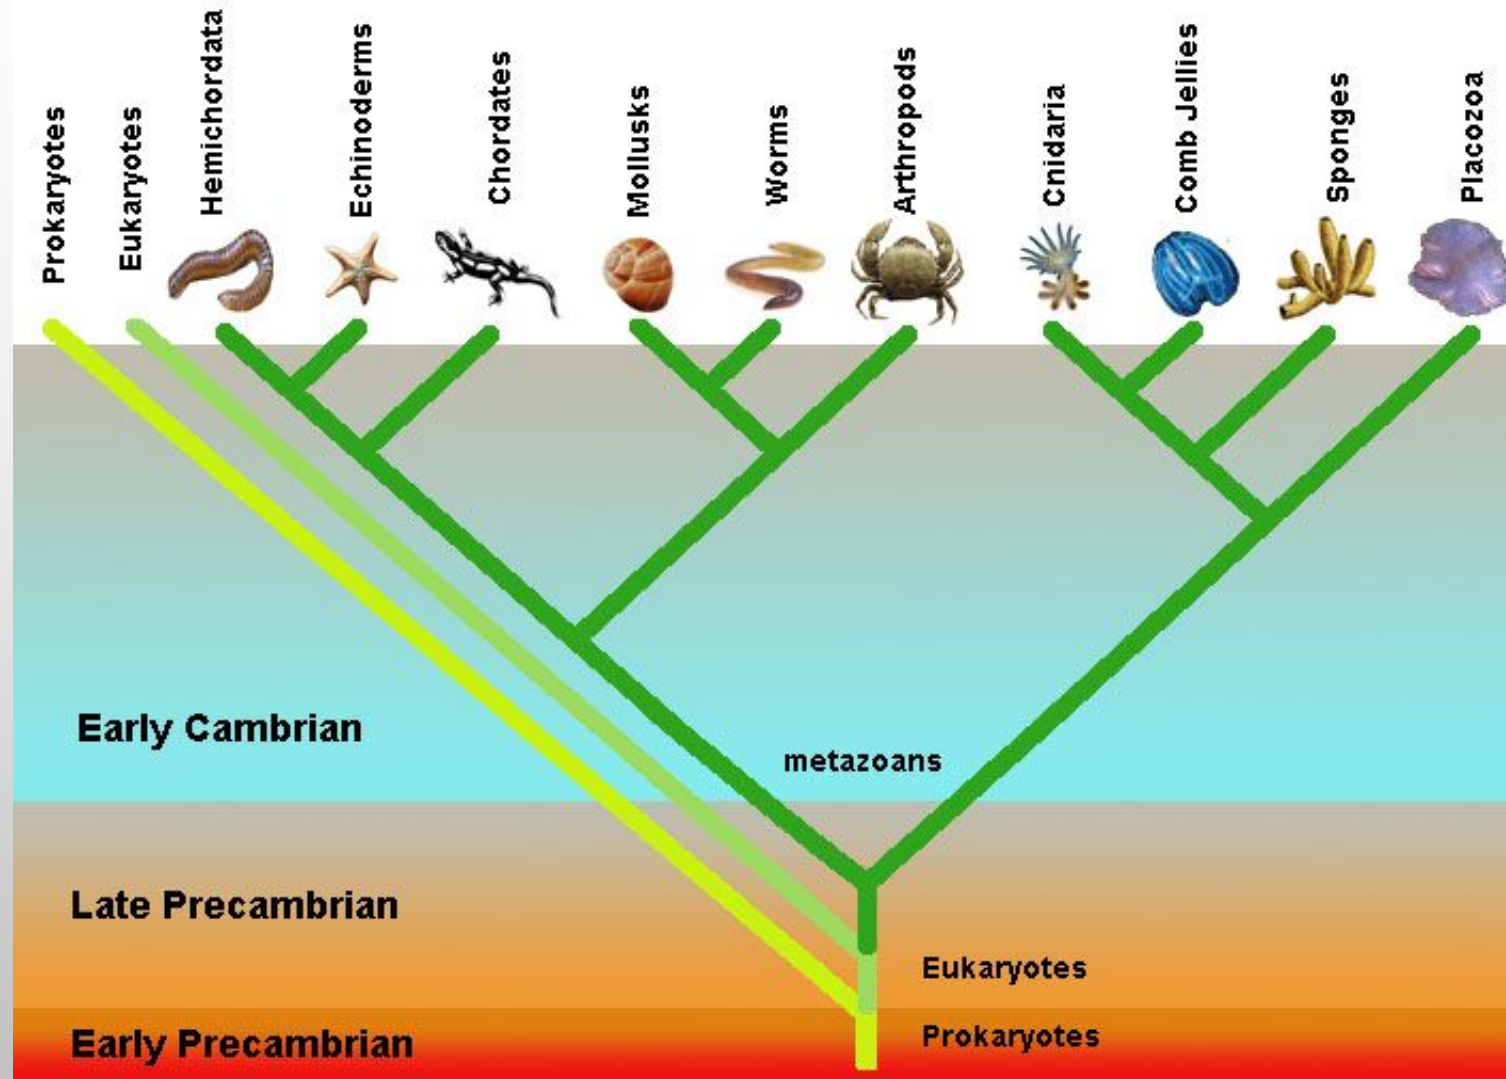 Prokaryotes
Eukaryotes
Hemichordata
Echinoderms
Chordates
Mollusks
Worms
Arthropods
Cnidaria
Comb Jellies
Sponges
Placozoa
Early Cambrian
metazoans
Late Precambrian
Eukaryotes
Prokaryotes
Early Precambrian